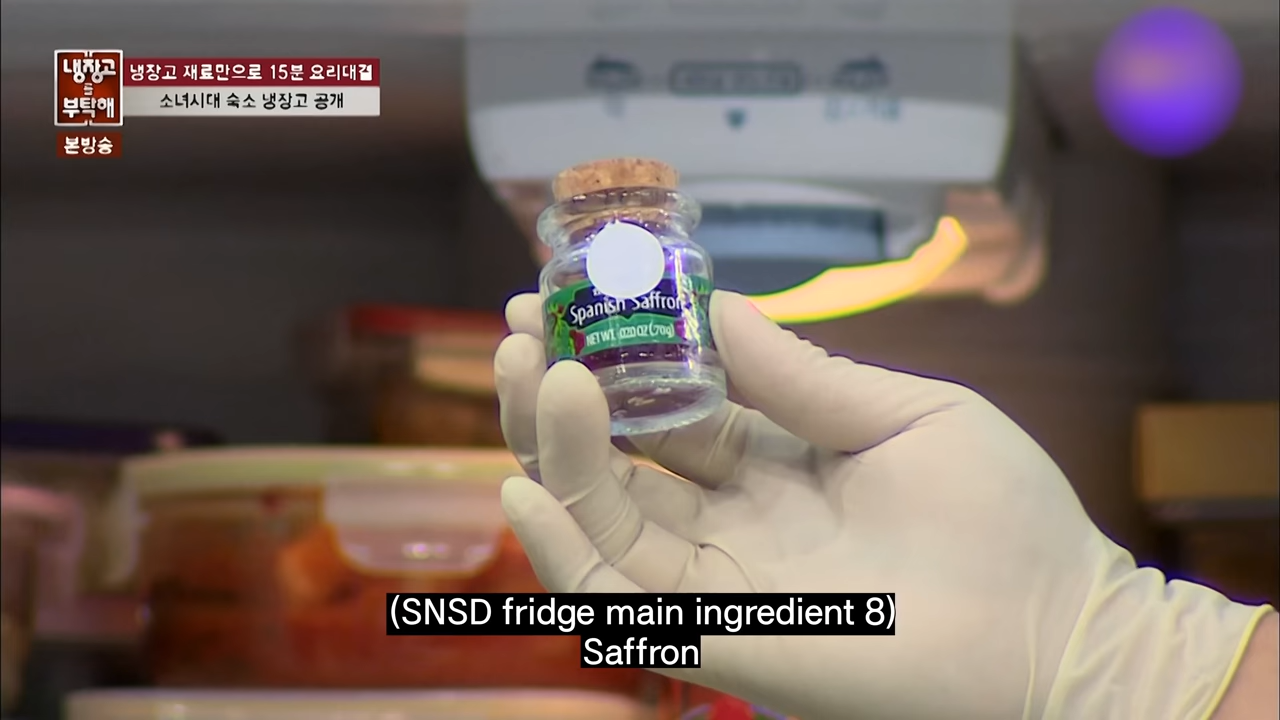 냉장고
를
부탁해
본방송
냉장고 재료만으로 15분 요리대결
소녀시대 숙소 냉장고 공개
Spanish Saffron
NET WT.
(SNSD fridge main ingredient 8)
Saffron